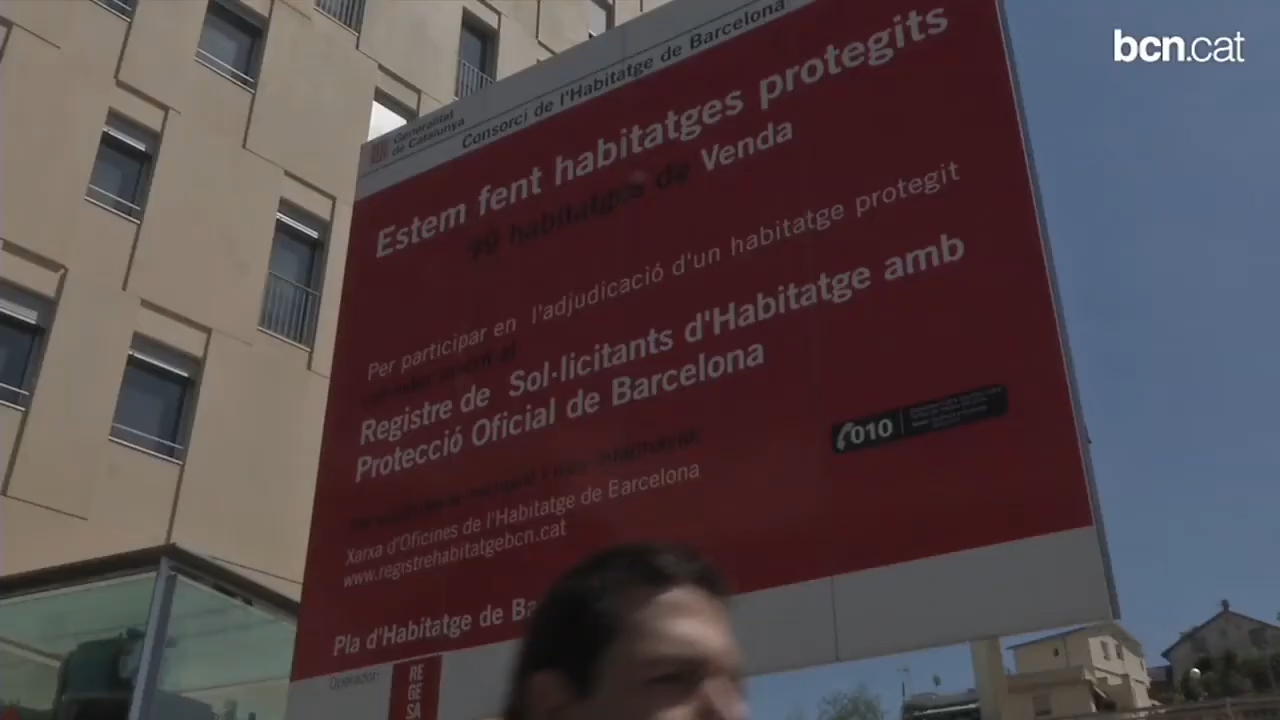 bcn.cat
Generalitat
de Catalunya
Consorci de l'Habitatge de Barcelona
Estem fent habitatges protegits
habitatges de Venda
Per participar en l'adjudicació d'un habitatge protegit
Registre de Sol·licitants d'Habitatge amb
Protecció Oficial de Barcelona
010
Xarxa d'Oficines de l'Habitatge de Barcelona
www.registrehabitatgebcn.cat
Pla d'Habitatge de Ba
Operador:
RE
GE
SA